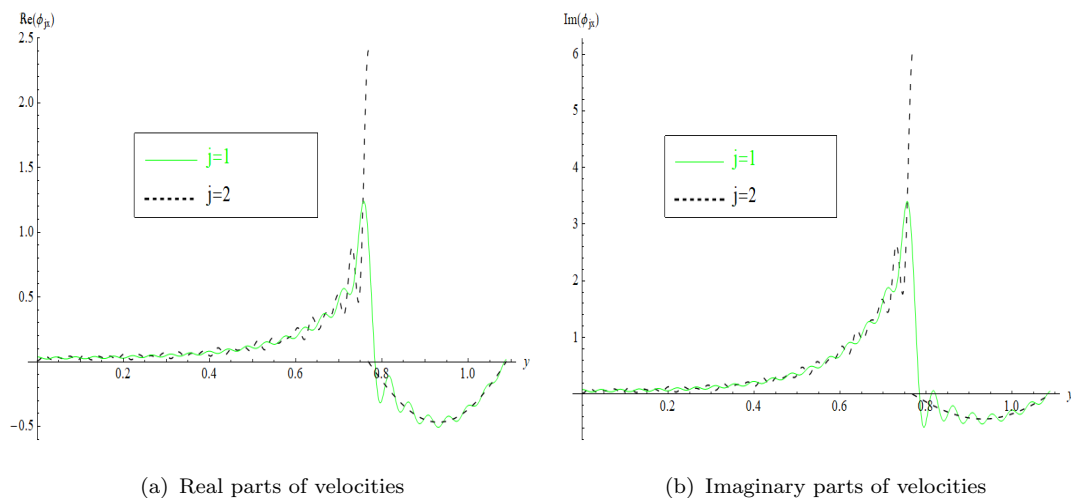 Re(ϕjx)
2.5
2.0
1.5
1.0
0.5
−0.5
0.2 0.4 0.6 0.8 1.0 y
j=1
j=2
(a) Real parts of velocities
Im(ϕjx)
6
5
4
3
2
1
0.2 0.4 0.6 0.8 1.0 y
j=1
j=2
(b) Imaginary parts of velocities